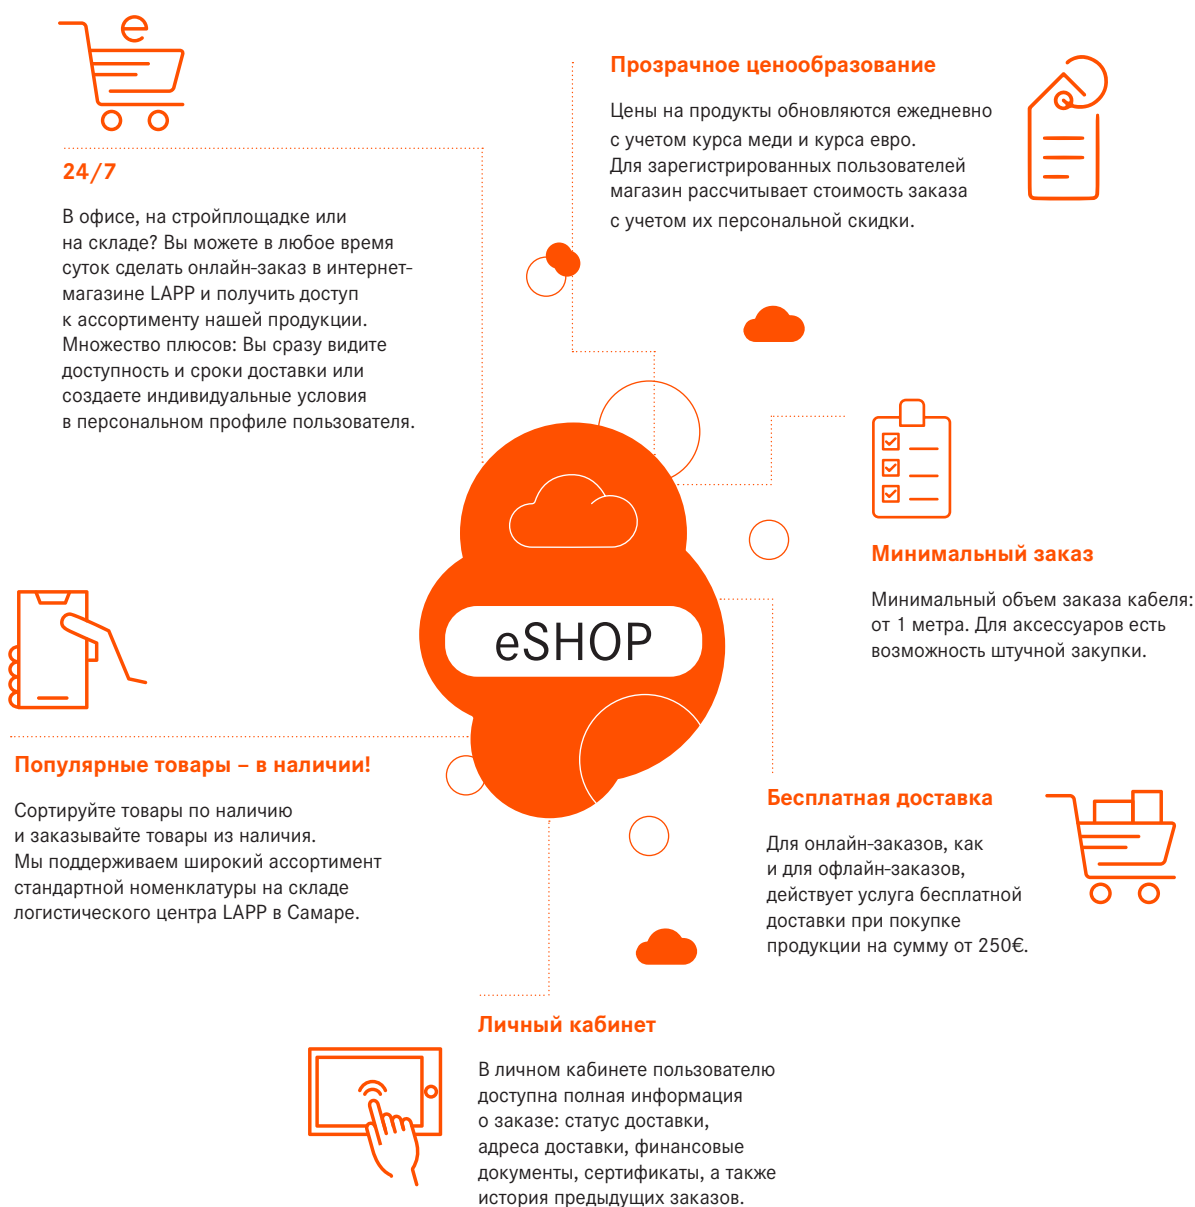 e
24/7
В офисе, на стройплощадке или
на складе? Вы можете в любое время
суток сделать онлайн-заказ в интернет-
магазине LAPP и получить доступ
к ассортименту нашей продукции.
Множество плюсов: Вы сразу видите
доступность и сроки доставки или
создаете индивидуальные условия
в персональном профиле пользователя.
Прозрачное ценообразование
Цены на продукты обновляются ежедневно
с учетом курса меди и курса евро.
Для зарегистрированных пользователей
магазин рассчитывает стоимость заказа
с учетом их персональной скидки.
Минимальный заказ
Минимальный объем заказа кабеля:
от 1 метра. Для аксессуаров есть
возможность штучной закупки.
eSHOP
Популярные товары – в наличии!
Сортируйте товары по наличию
и заказывайте товары из наличия.
Мы поддерживаем широкий ассортимент
стандартной номенклатуры на складе
логистического центра LAPP в Самаре.
Бесплатная доставка
Для онлайн-заказов, как
и для офлайн-заказов,
действует услуга бесплатной
доставки при покупке
продукции на сумму от 250€.
Личный кабинет
В личном кабинете пользователю
доступна полная информация
о заказе: статус доставки,
адреса доставки, финансовые
документы, сертификаты, а также
история предыдущих заказов.